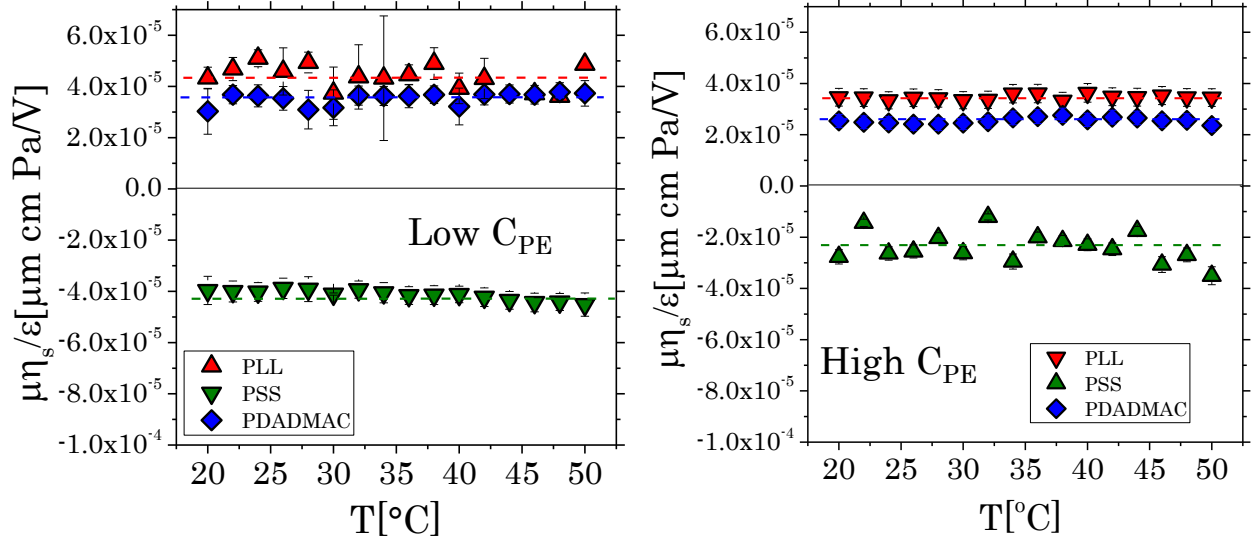 6.0x10⁻⁵
4.0x10⁻⁵
2.0x10⁻⁵
0.0
-2.0x10⁻⁵
-4.0x10⁻⁵
-6.0x10⁻⁵
-8.0x10⁻⁵
-1.0x10⁻⁴
μηₛ/ε[μm cm Pa/V]
Low C_PE
PLL
PSS
PDADMAC
20 25 30 35 40 45 50
T[°C]
6.0x10⁻⁵
4.0x10⁻⁵
2.0x10⁻⁵
0.0
-2.0x10⁻⁵
-4.0x10⁻⁵
-6.0x10⁻⁵
-8.0x10⁻⁵
-1.0x10⁻⁴
μηₛ/ε[μm cm Pa/V]
High C_PE
PLL
PSS
PDADMAC
20 25 30 35 40 45 50
T[°C]